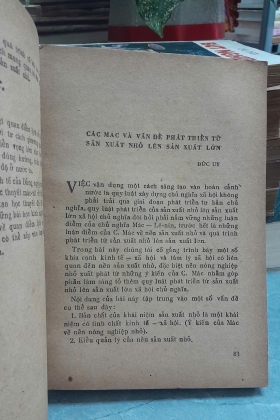 CÁC MÁC VÀ VẤN ĐỀ PHÁT TRIỂN TỪ
SẢN XUẤT NHỎ LÊN SẢN XUẤT LỚN
ĐỨC UY
VIỆC vận dụng một cách sáng tạo vào hoàn cảnh
nước ta quy luật xây dựng chủ nghĩa xã hội không
phải trải qua giai đoạn phát triển tư bản chủ
nghĩa, quy luật phát triển của sản xuất nhỏ lên sản xuất
lớn xã hội chủ nghĩa đòi hỏi phải nắm vững những luận
điểm của chủ nghĩa Mác – Lê-nin, trước hết là những
luận điểm của C. Mác về nền sản xuất nhỏ và quá trình
phát triển từ sản xuất nhỏ lên sản xuất lớn.
Trong bài này chúng tôi cố gắng trình bày một số
khía cạnh kinh tế – xã hội và tâm lý xã hội có liên
quan đến nền sản xuất nhỏ, đặc biệt nền nông nghiệp
sản xuất nhỏ từ những ý kiến của C. Mác nhằm góp
phần làm sáng tỏ thêm quy luật phát triển từ sản xuất
nhỏ lên sản xuất lớn xã hội chủ nghĩa.
Nội dung của bài này tập trung vào một số vấn đề
cụ thể sau đây:
1. Bản chất của khái niệm sản xuất nhỏ là một khái
niệm có tính chất kinh tế – xã hội. (Ý kiến của Mác
về nền nông nghiệp nhỏ).
2. Kiểu quản lý của nền sản xuất nhỏ.
81